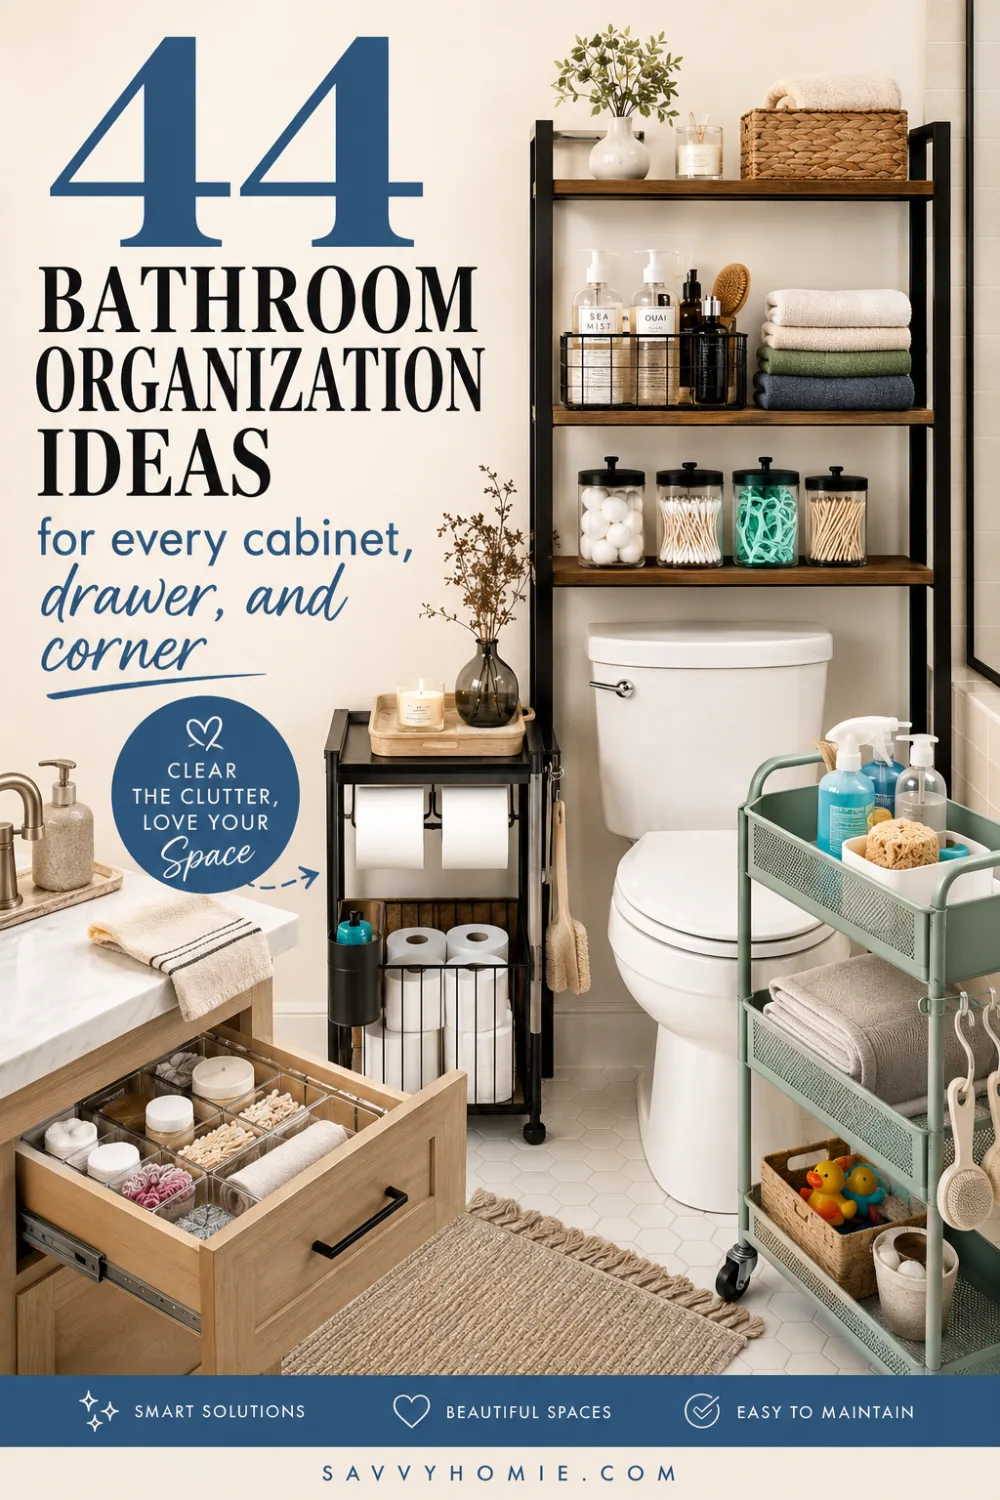 44
BATHROOM
ORGANIZATION
IDEAS
for every cabinet,
drawer, and
corner
CLEAR
THE CLUTTER,
LOVE YOUR
Space
SEA
MIST
OUAI
SMART SOLUTIONS
BEAUTIFUL SPACES
EASY TO MAINTAIN
SAVVYHOMIE.COM